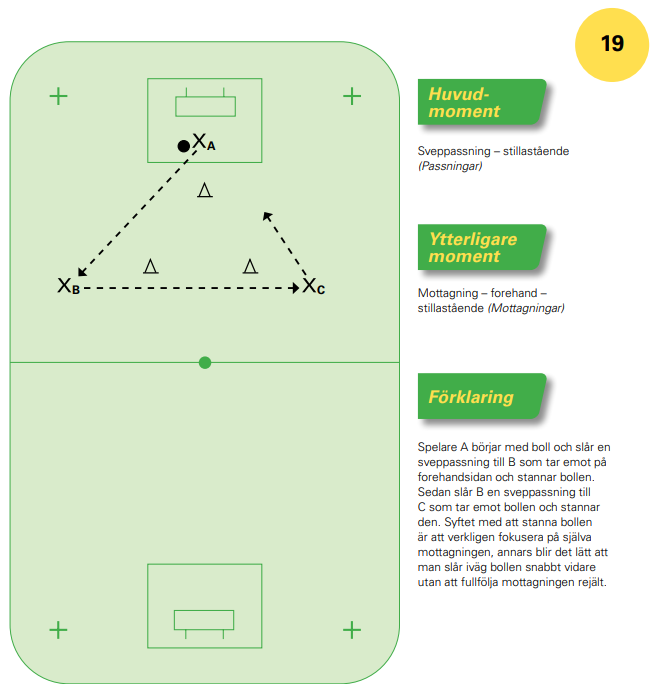 19
X A
X B
X C
Huvud-
moment
Sveppassning – stillastående
(Passningar)
Ytterligare
moment
Mottagning – forehand –
stillastående (Mottagningar)
Förklaring
Spelare A börjar med boll och slår en
sveppassning till B som tar emot på
forehandsidan och stannar bollen.
Sedan slår B en sveppassning till
C som tar emot bollen och stannar
den. Syftet med att stanna bollen
är att verkligen fokusera på själva
mottagningen, annars blir det lätt att
man slår iväg bollen snabbt vidare
utan att fullfölja mottagningen rejält.